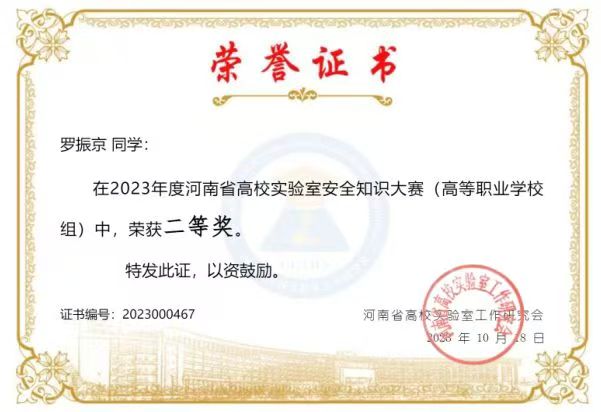 荣誉证书
罗振京 同学：
在2023年度河南省高校实验室安全知识大赛（高等职业学校
组）中，荣获二等奖。
特发此证，以资鼓励。
证书编号：2023000467
河南省高校实验室工作研究会
2023 年 10 月 18 日
河南省高校实验室工作研究会